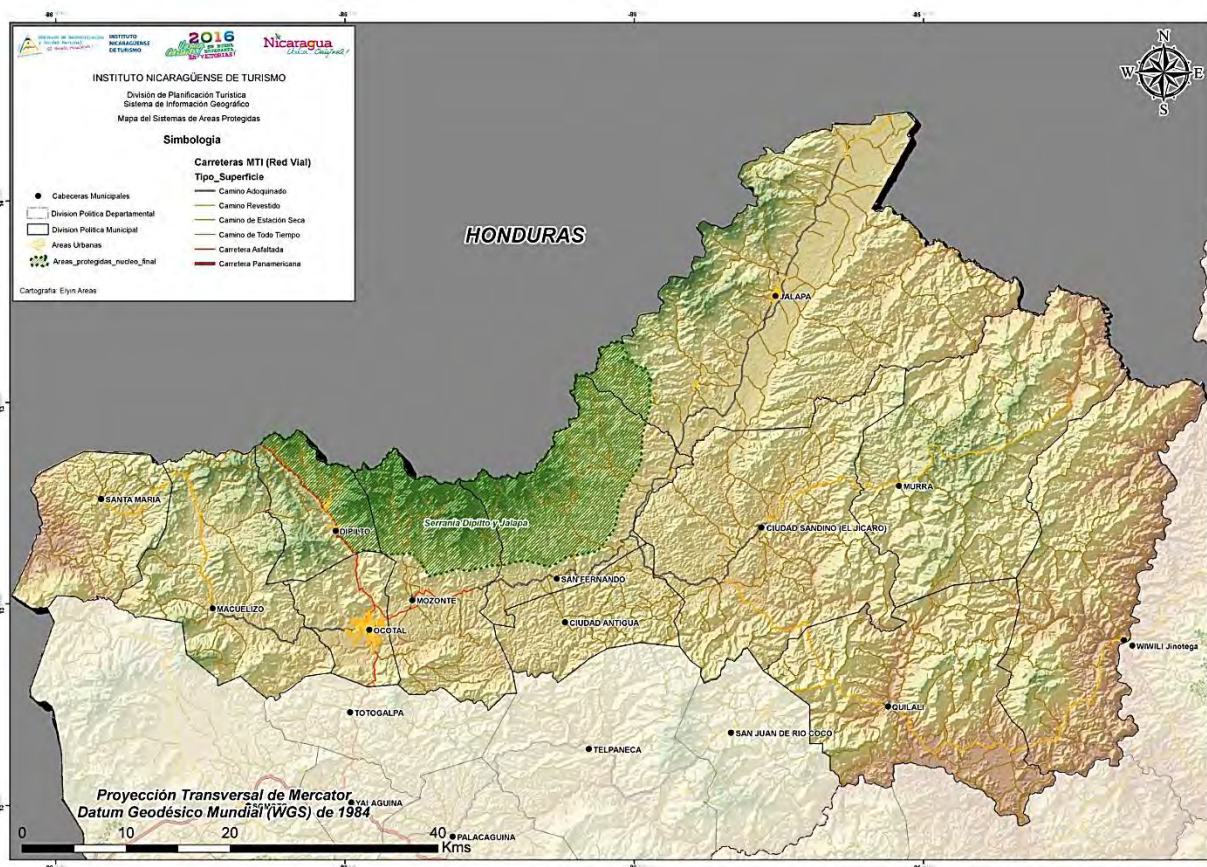 INSTITUTO
NICARAGÜENSE
DE TURISMO
2016
Nicaragua
INSTITUTO NICARAGÜENSE DE TURISMO
División de Planificación Turística
Sistema de Información Geográfico
Mapa del Sistemas de Areas Protegidas
Simbologia
Carreteras MTI (Red Vial)
Tipo_Superficie
Cabeceras Municipales
Division Politica Departamental
Division Politica Municipal
Areas Urbanas
Areas_protegidas_nucleo_final
Camino Adoquinado
Camino Revestido
Camino de Estación Seca
Camino de Todo Tiempo
Carretera Asfaltada
Carretera Panamericana
Cartografia: Elyin Areas
N
W
E
S
HONDURAS
JALAPA
SANTA MARIA
MURRA
DIPILTO
Serrania Dipilto y Jalapa
CIUDAD SANDINO (EL JICARO)
SAN FERNANDO
MOZONTE
MACUELIZO
CIUDAD ANTIGUA
OCOTAL
WIWILI Jinotega
QUILALI
TOTOGALPA
SAN JUAN DE RIO COCO
TELPANECA
Proyección Transversal de Mercator
YALAGUINA
Datum Geodésico Mundial (WGS) de 1984
PALACAGUINA
0 10 20 40
Kms